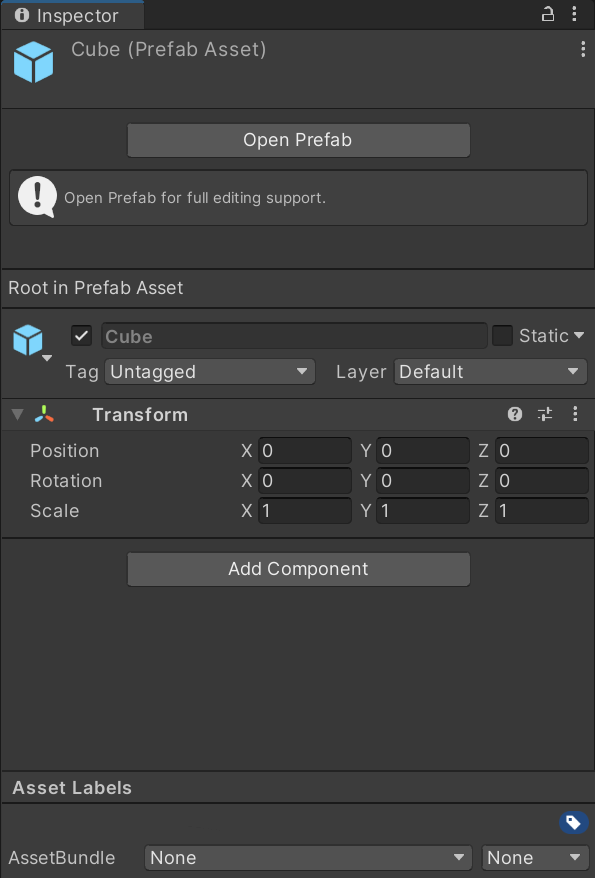 Inspector
Cube (Prefab Asset)
Open Prefab
Open Prefab for full editing support.
Root in Prefab Asset
Cube Static
Tag Untagged Layer Default
Transform
Position X 0 Y 0 Z 0
Rotation X 0 Y 0 Z 0
Scale X 1 Y 1 Z 1
Add Component
Asset Labels
AssetBundle None None